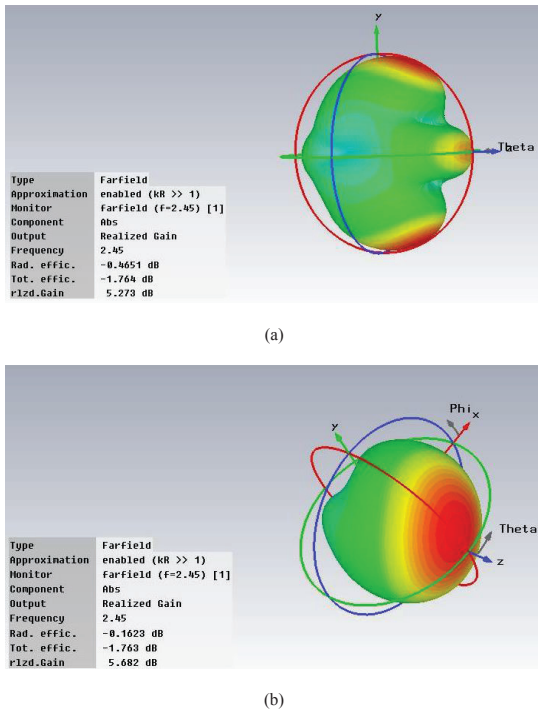 y
Theta
Type Farfield
Approximation enabled (kR >> 1)
Monitor farfield (f=2.45) [1]
Component Abs
Output Realized Gain
Frequency 2.45
Rad. effic. -0.4651 dB
Tot. effic. -1.764 dB
rlzd.Gain 5.273 dB
(a)
Phi x
y
Theta
z
Type Farfield
Approximation enabled (kR >> 1)
Monitor farfield (f=2.45) [1]
Component Abs
Output Realized Gain
Frequency 2.45
Rad. effic. -0.1623 dB
Tot. effic. -1.763 dB
rlzd.Gain 5.682 dB
(b)